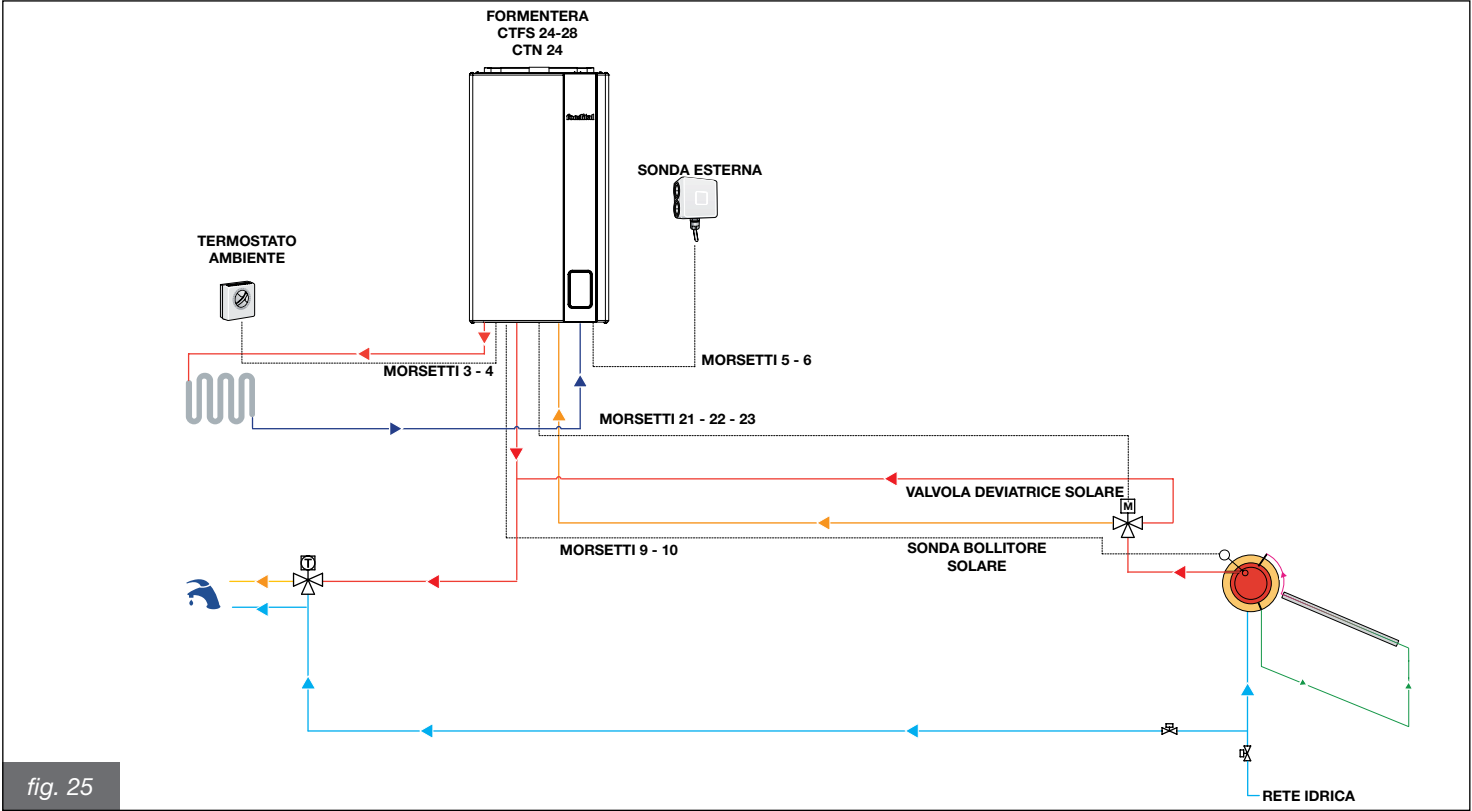 FORMENTERA
CTFS 24-28
CTN 24
fondital
SONDA ESTERNA
TERMOSTATO
AMBIENTE
MORSETTI 3 - 4
MORSETTI 5 - 6
MORSETTI 21 - 22 - 23
VALVOLA DEVIATRICE SOLARE
M
MORSETTI 9 - 10
SONDA BOLLITORE
SOLARE
T
RETE IDRICA
fig. 25